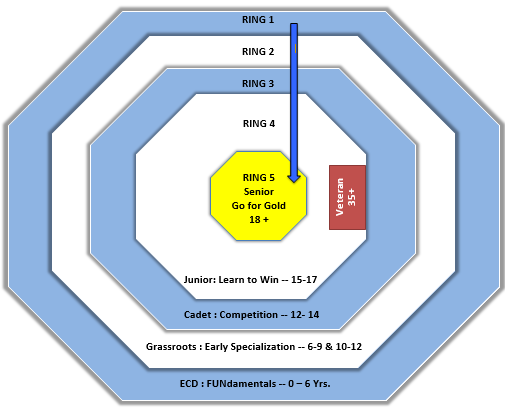 RING 1
RING 2
RING 3
RING 4
RING 5
Senior
Go for Gold
18 +
Veteran
35+
Junior: Learn to Win -- 15-17
Cadet : Competition -- 12- 14
Grassroots : Early Specialization -- 6-9 & 10-12
ECD : FUNdamentals -- 0 – 6 Yrs.